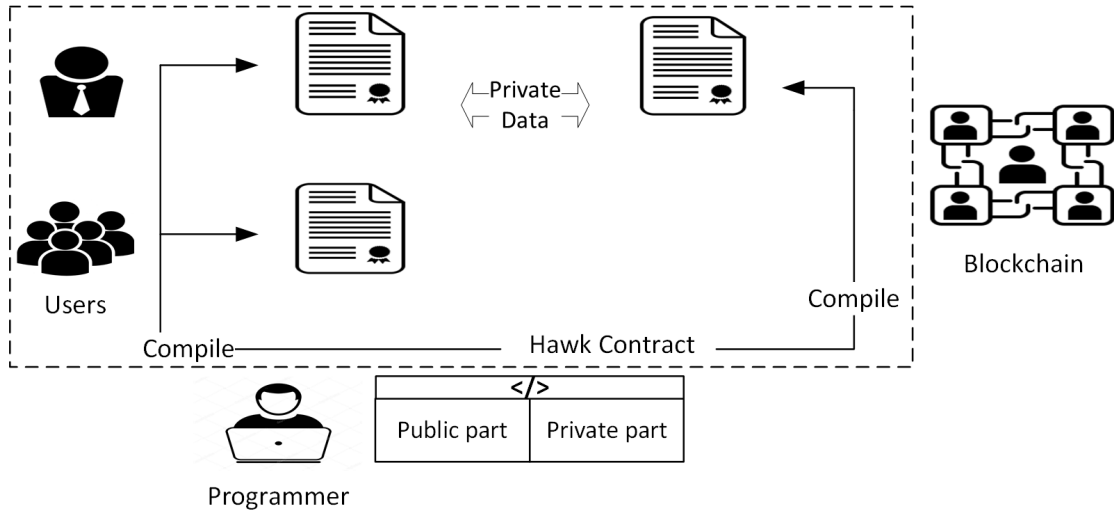 Private
Data
Users
Blockchain
Compile
Compile
Hawk Contract
</>
Public part
Private part
Programmer